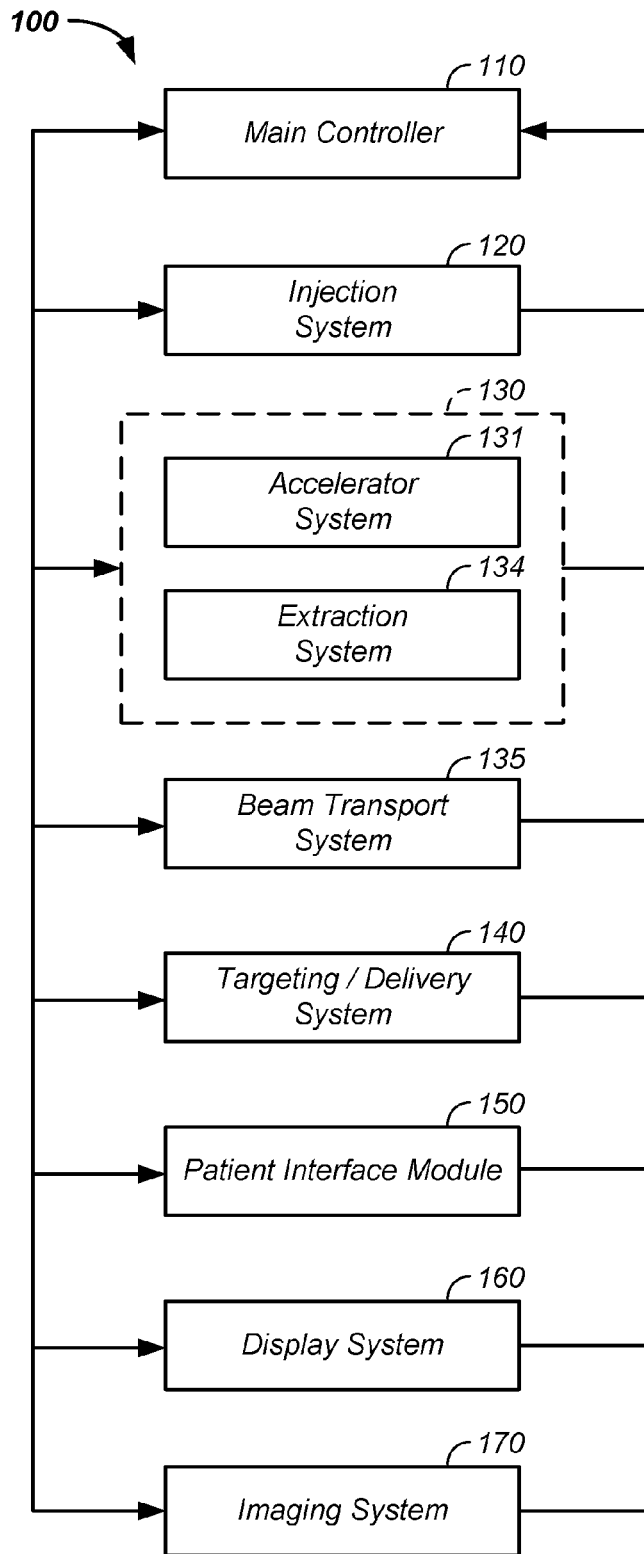 100
110
Main Controller
120
Injection
System
130
131
Accelerator
System
134
Extraction
System
135
Beam Transport
System
140
Targeting / Delivery
System
150
Patient Interface Module
160
Display System
170
Imaging System